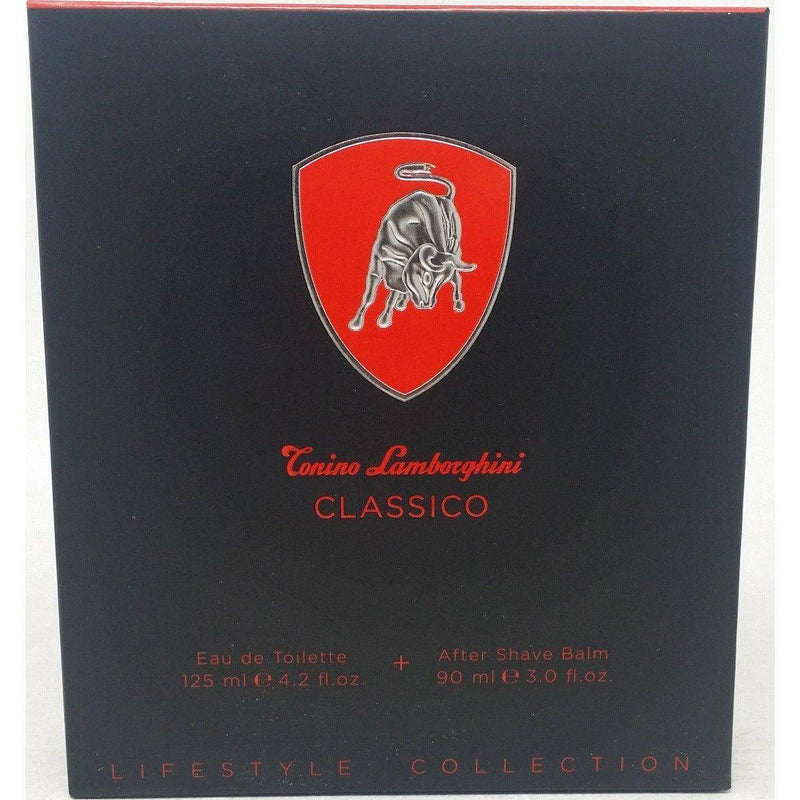 Tonino Lamborghini
CLASSICO
Eau de Toilette + After Shave Balm
125 ml ℮ 4.2 fl.oz. 90 ml ℮ 3.0 fl.oz.
LIFESTYLE COLLECTION